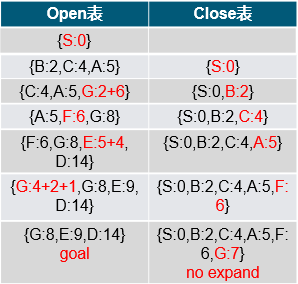 Open表 Close表
{S:0}
{B:2,C:4,A:5} {S:0}
{C:4,A:5,G:2+6} {S:0,B:2}
{A:5,F:6,G:8} {S:0,B:2,C:4}
{F:6,G:8,E:5+4, {S:0,B:2,C:4,A:5}
D:14}
{G:4+2+1,G:8,E:9, {S:0,B:2,C:4,A:5,F:
D:14} 6}
{G:8,E:9,D:14} {S:0,B:2,C:4,A:5,F:
goal 6,G:7}
no expand